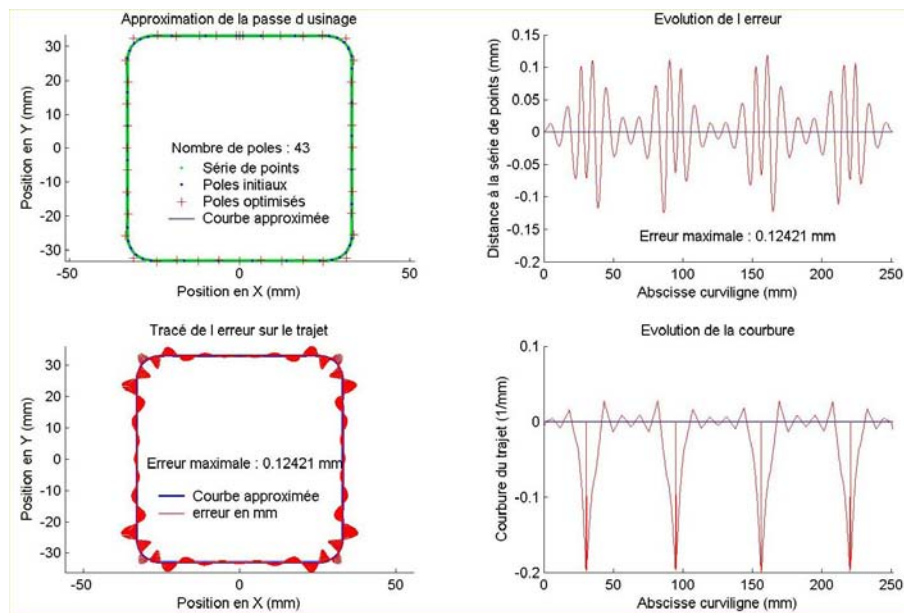 Approximation de la passe d usinage
Position en Y (mm)
30
20
10
0
-10
-20
-30
Nombre de poles : 43
Série de points
Poles initiaux
Poles optimisés
Courbe approximée
-50
0
50
Position en X (mm)
Evolution de l erreur
Distance à la série de points (mm)
0.15
0.1
0.05
0
-0.05
-0.1
-0.15
-0.2
Erreur maximale : 0.12421 mm
0
50
100
150
200
250
Abscisse curviligne (mm)
Tracé de l erreur sur le trajet
Position en Y (mm)
30
20
10
0
-10
-20
-30
Erreur maximale : 0.12421 mm
Courbe approximée
erreur en mm
-50
0
50
Position en X (mm)
Evolution de la courbure
Courbure du trajet (1/mm)
0.1
0
-0.1
-0.2
0
50
100
150
200
250
Abscisse curviligne (mm)